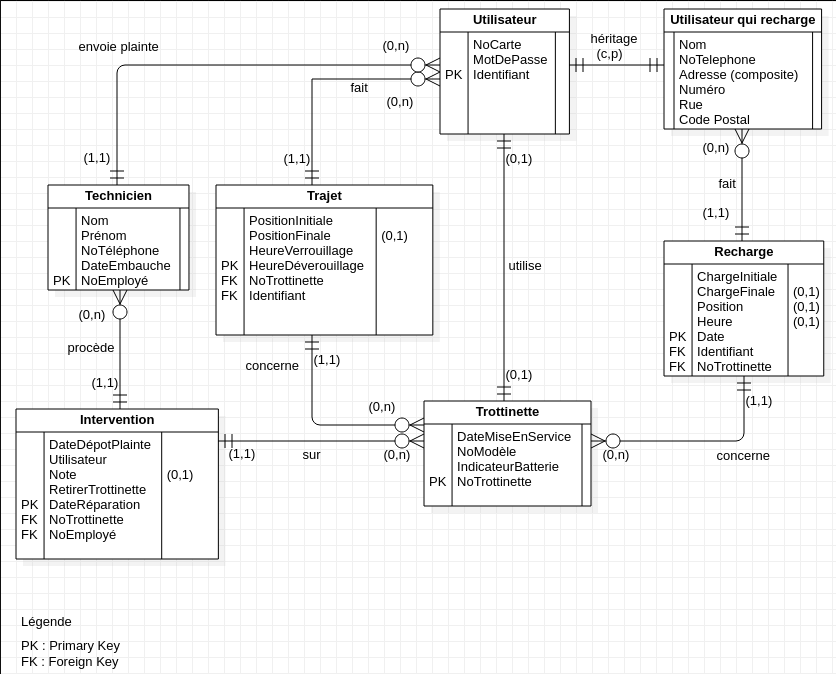 Utilisateur
NoCarte
MotDePasse
PK Identifiant
héritage
(c,p)
Utilisateur qui recharge
Nom
NoTelephone
Adresse (composite)
Numéro
Rue
Code Postal
envoie plainte
(0,n)
fait
(0,n)
(1,1)
(1,1)
(0,1)
(0,n)
fait
(1,1)
Technicien
Nom
Prénom
NoTéléphone
DateEmbauche
PK NoEmployé
Trajet
PositionInitiale
PositionFinale (0,1)
HeureVerrouillage
PK HeureDéverouillage
FK NoTrottinette
FK Identifiant
utilise
Recharge
ChargeInitiale
ChargeFinale (0,1)
Position (0,1)
Heure (0,1)
PK Date
FK Identifiant
FK NoTrottinette
(0,n)
procède
(1,1)
concerne
(1,1)
(0,1)
(0,n)
(1,1)
Intervention
DateDépotPlainte
Utilisateur
Note (0,1)
RetirerTrottinette
PK DateRéparation
FK NoTrottinette
FK NoEmployé
(1,1)
sur
(0,n)
Trottinette
DateMiseEnService
NoModèle
IndicateurBatterie
PK NoTrottinette
(0,n)
concerne
Légende
PK : Primary Key
FK : Foreign Key